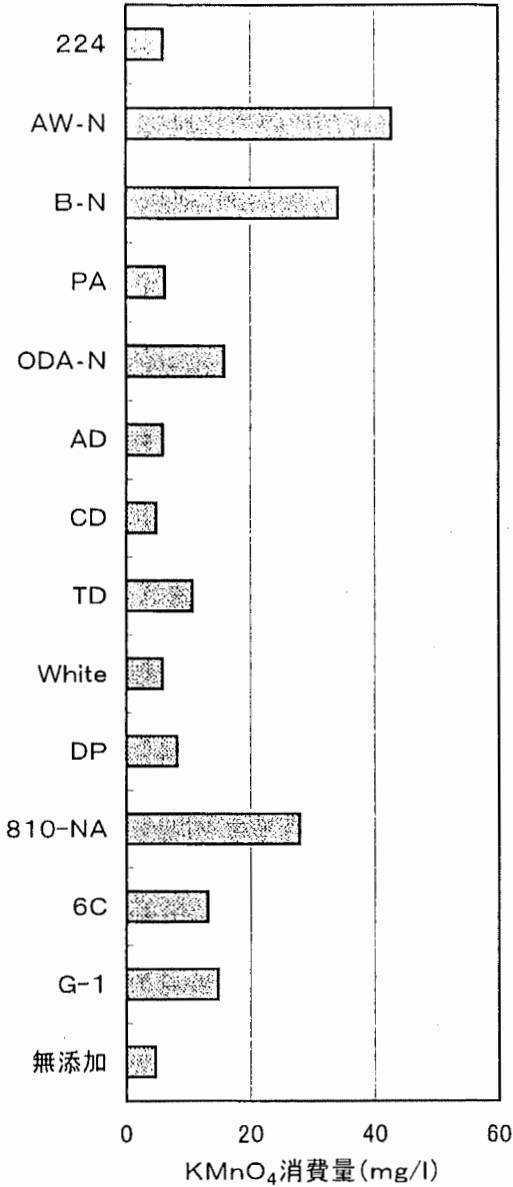 224
AW-N
B-N
PA
ODA-N
AD
CD
TD
White
DP
810-NA
6C
G-1
無添加
0 20 40 60
KMnO₄消費量(mg/l)